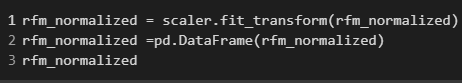 1 rfm_normalized = scaler.fit_transform(rfm_normalized)
2 rfm_normalized =pd.DataFrame(rfm_normalized)
3 rfm_normalized